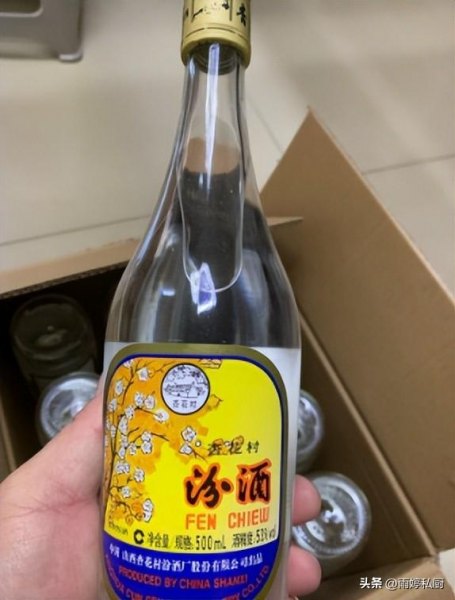 杏花村
杏花村
汾酒
FEN CHIEW
C 净含量/规格:500mL 酒精度:53%vol
中国 山西杏花村汾酒厂股份有限公司出品
PRODUCED BY CHINA SHANXI
头条 @雨婷私厨